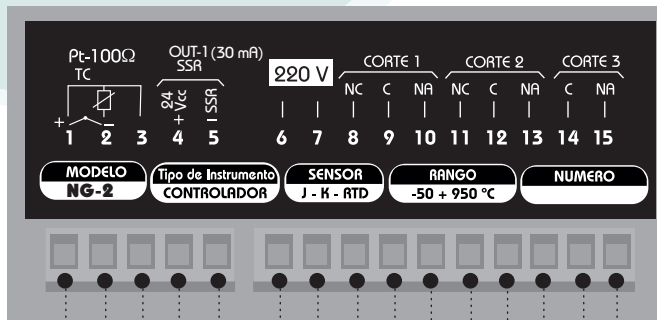 Pt-100Ω
TC
OUT-1 (30 mA)
SSR
24
+ Vcc
– SSR
220 V
CORTE 1
CORTE 2
CORTE 3
NC C NA NC C NA C NA
+ –
1 2 3 4 5 6 7 8 9 10 11 12 13 14 15
MODELO
NG-2
Tipo de Instrumento
CONTROLADOR
SENSOR
J - K - RTD
RANGO
-50 + 950 °C
NUMERO